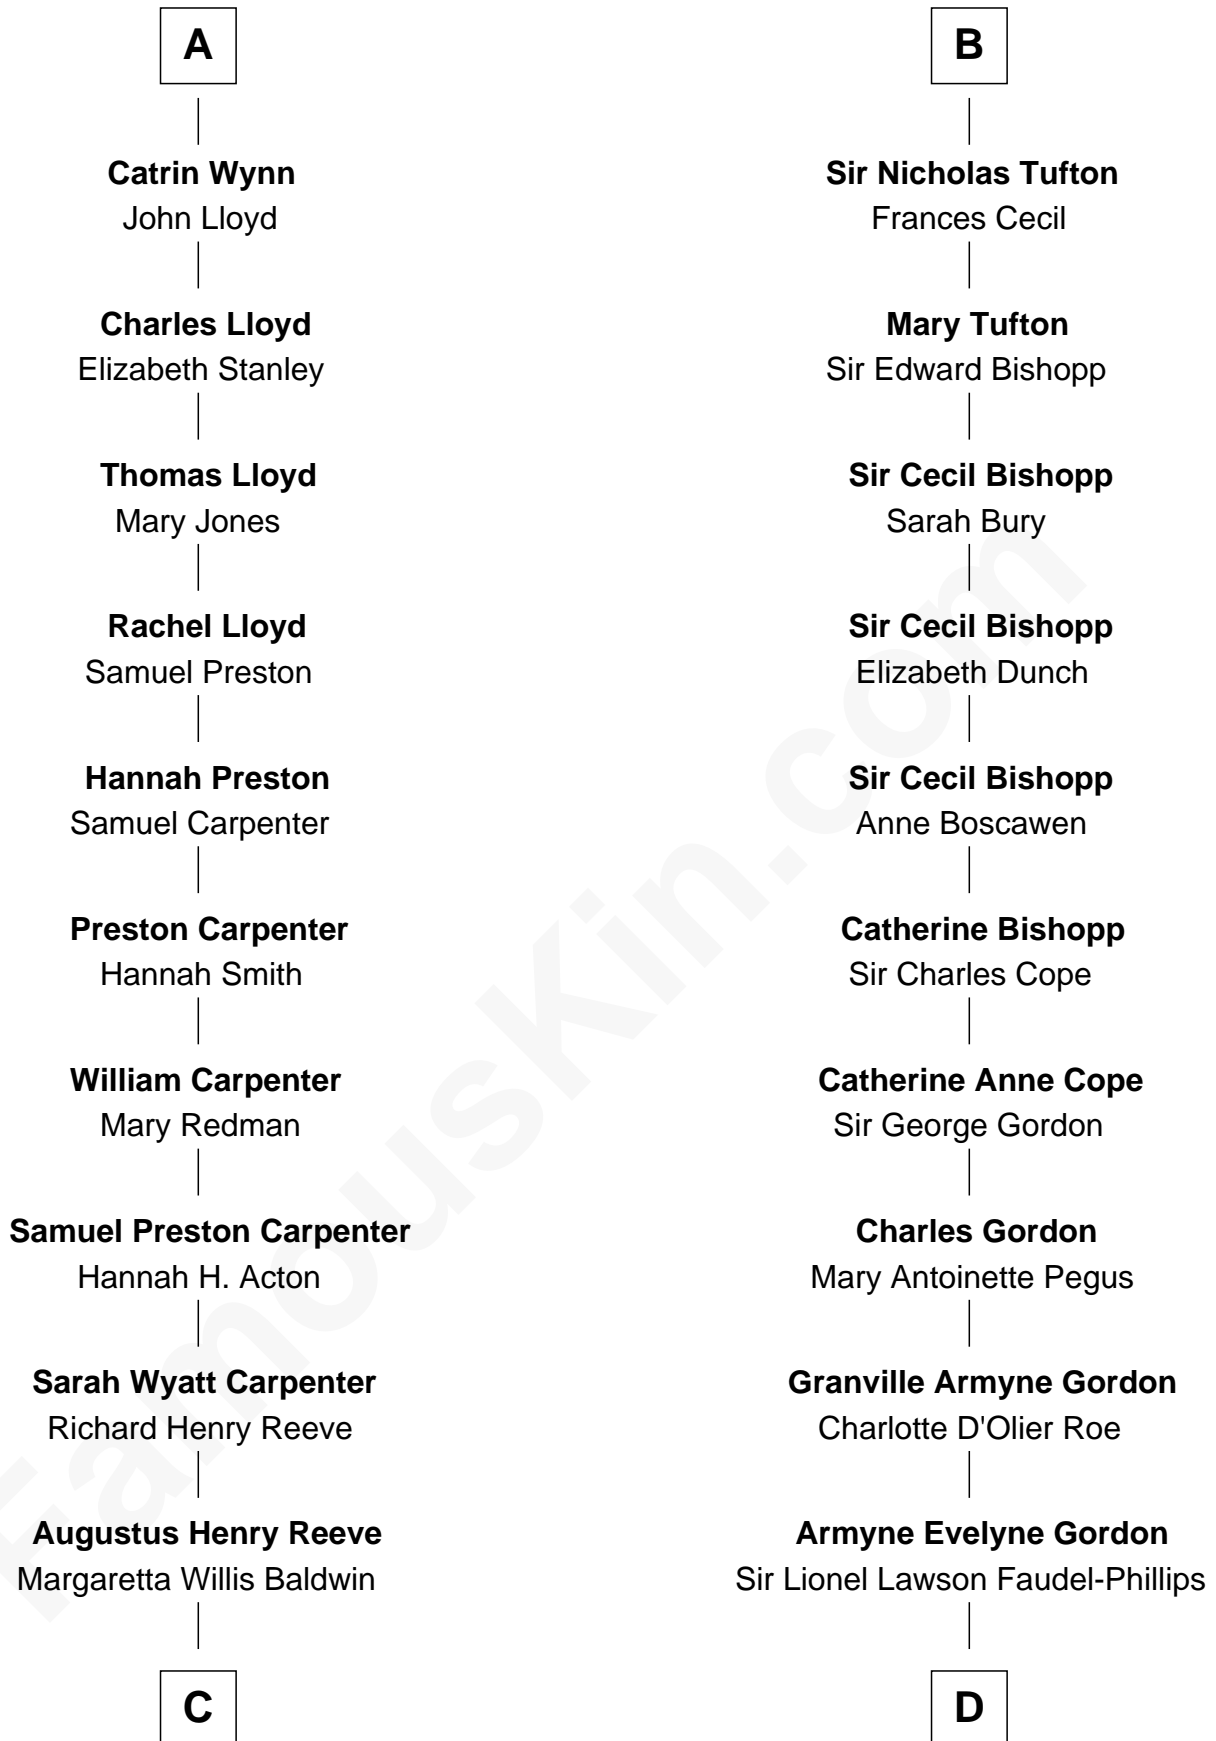 A
Catrin Wynn
John Lloyd
Charles Lloyd
Elizabeth Stanley
Thomas Lloyd
Mary Jones
Rachel Lloyd
Samuel Preston
Hannah Preston
Samuel Carpenter
Preston Carpenter
Hannah Smith
William Carpenter
Mary Redman
Samuel Preston Carpenter
Hannah H. Acton
Sarah Wyatt Carpenter
Richard Henry Reeve
Augustus Henry Reeve
Margaretta Willis Baldwin
C
B
Sir Nicholas Tufton
Frances Cecil
Mary Tufton
Sir Edward Bishopp
Sir Cecil Bishopp
Sarah Bury
Sir Cecil Bishopp
Elizabeth Dunch
Sir Cecil Bishopp
Anne Boscawen
Catherine Bishopp
Sir Charles Cope
Catherine Anne Cope
Sir George Gordon
Charles Gordon
Mary Antoinette Pegus
Granville Armyne Gordon
Charlotte D'Olier Roe
Armyne Evelyne Gordon
Sir Lionel Lawson Faudel-Phillips
D
FamousKin.com